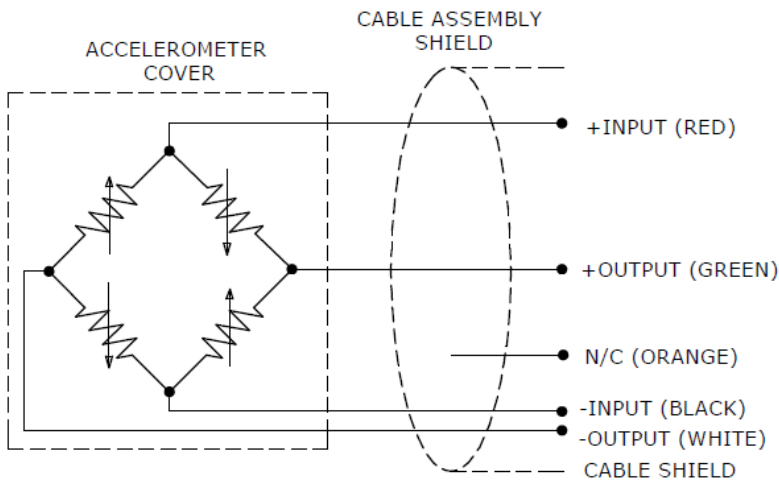 CABLE ASSEMBLY
SHIELD
ACCELEROMETER
COVER
+INPUT (RED)
+OUTPUT (GREEN)
N/C (ORANGE)
-INPUT (BLACK)
-OUTPUT (WHITE)
CABLE SHIELD